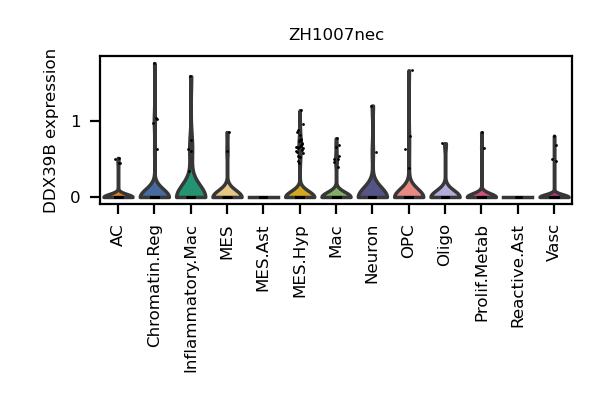 ZH1007nec
DDX39B expression
1
0
AC
Chromatin.Reg
Inflammatory.Mac
MES
MES.Ast
MES.Hyp
Mac
Neuron
OPC
Oligo
Prolif.Metab
Reactive.Ast
Vasc